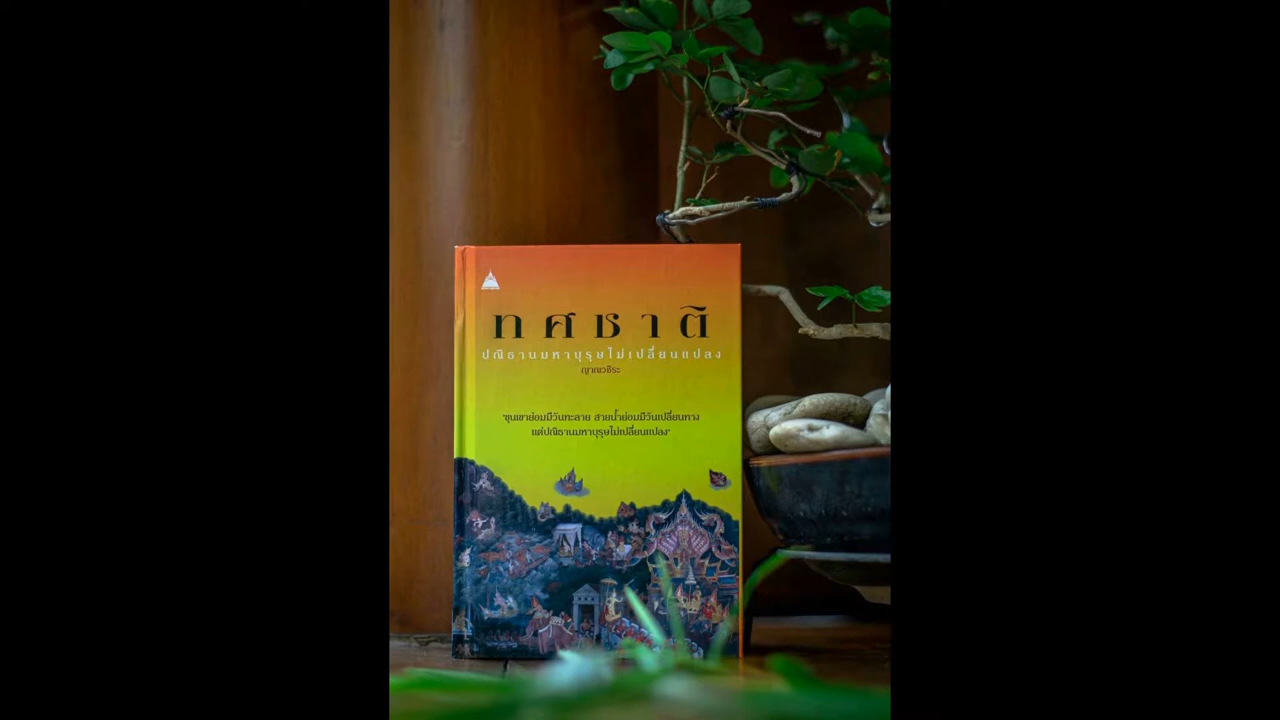 ทศชาติ
ปณิธานมหาบุรุษไม่เปลี่ยนแปลง
ญาณวชิระ
"ขุนเขาย่อมมีวันทะลาย สายน้ำย่อมมีวันเปลี่ยนทาง
แต่ปณิธานมหาบุรุษไม่เปลี่ยนแปลง"